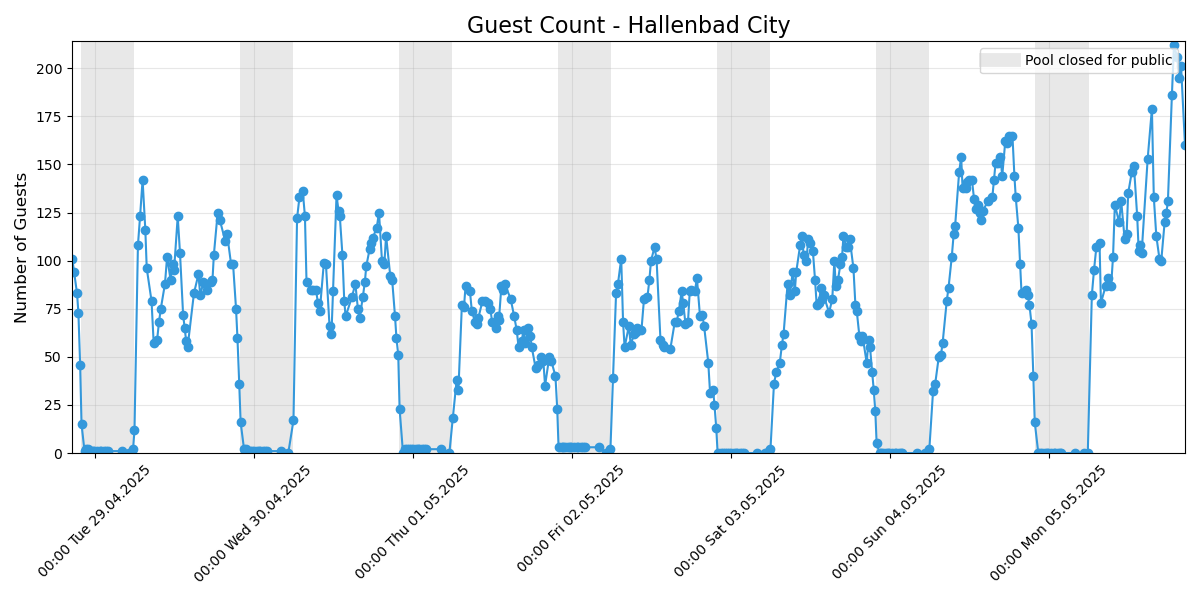 Guest Count - Hallenbad City
Pool closed for public
Number of Guests
200
175
150
125
100
75
50
25
0
00:00 Tue 29.04.2025
00:00 Wed 30.04.2025
00:00 Thu 01.05.2025
00:00 Fri 02.05.2025
00:00 Sat 03.05.2025
00:00 Sun 04.05.2025
00:00 Mon 05.05.2025